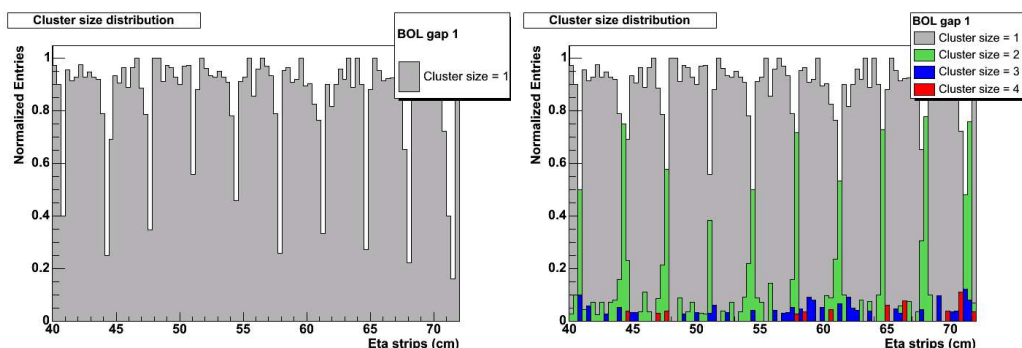 Cluster size distribution
BOL gap 1
Cluster size = 1
Normalized Entries
1
0.8
0.6
0.4
0.2
0
40 45 50 55 60 65 70
Eta strips (cm)
Cluster size distribution
BOL gap 1
Cluster size = 1
Cluster size = 2
Cluster size = 3
Cluster size = 4
Normalized Entries
1
0.8
0.6
0.4
0.2
0
40 45 50 55 60 65 70
Eta strips (cm)